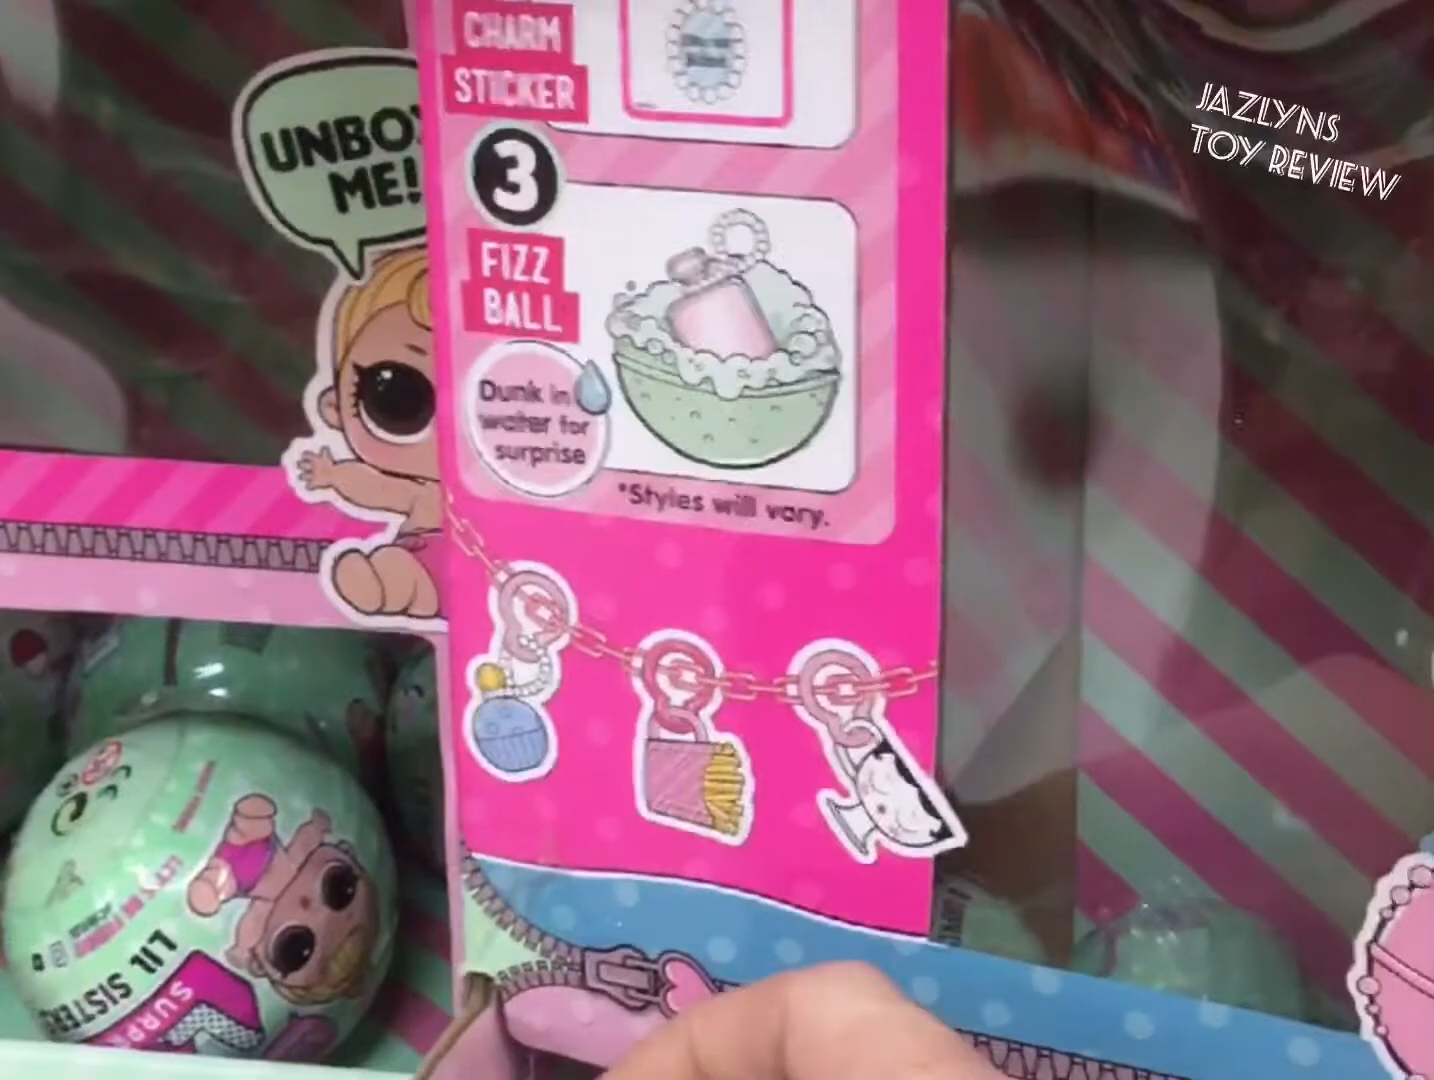 CHARM
STICKER
3
FIZZ
BALL
Dunk in
water for
surprise
*Styles will vary.
UNBOX
ME!
JAZLYNS
TOY REVIEW
LIL SISTERS
SURPR